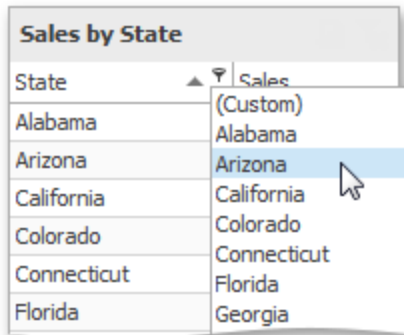 Sales by State
State Sales
Alabama
Arizona
California
Colorado
Connecticut
Florida
(Custom)
Alabama
Arizona
California
Colorado
Connecticut
Florida
Georgia